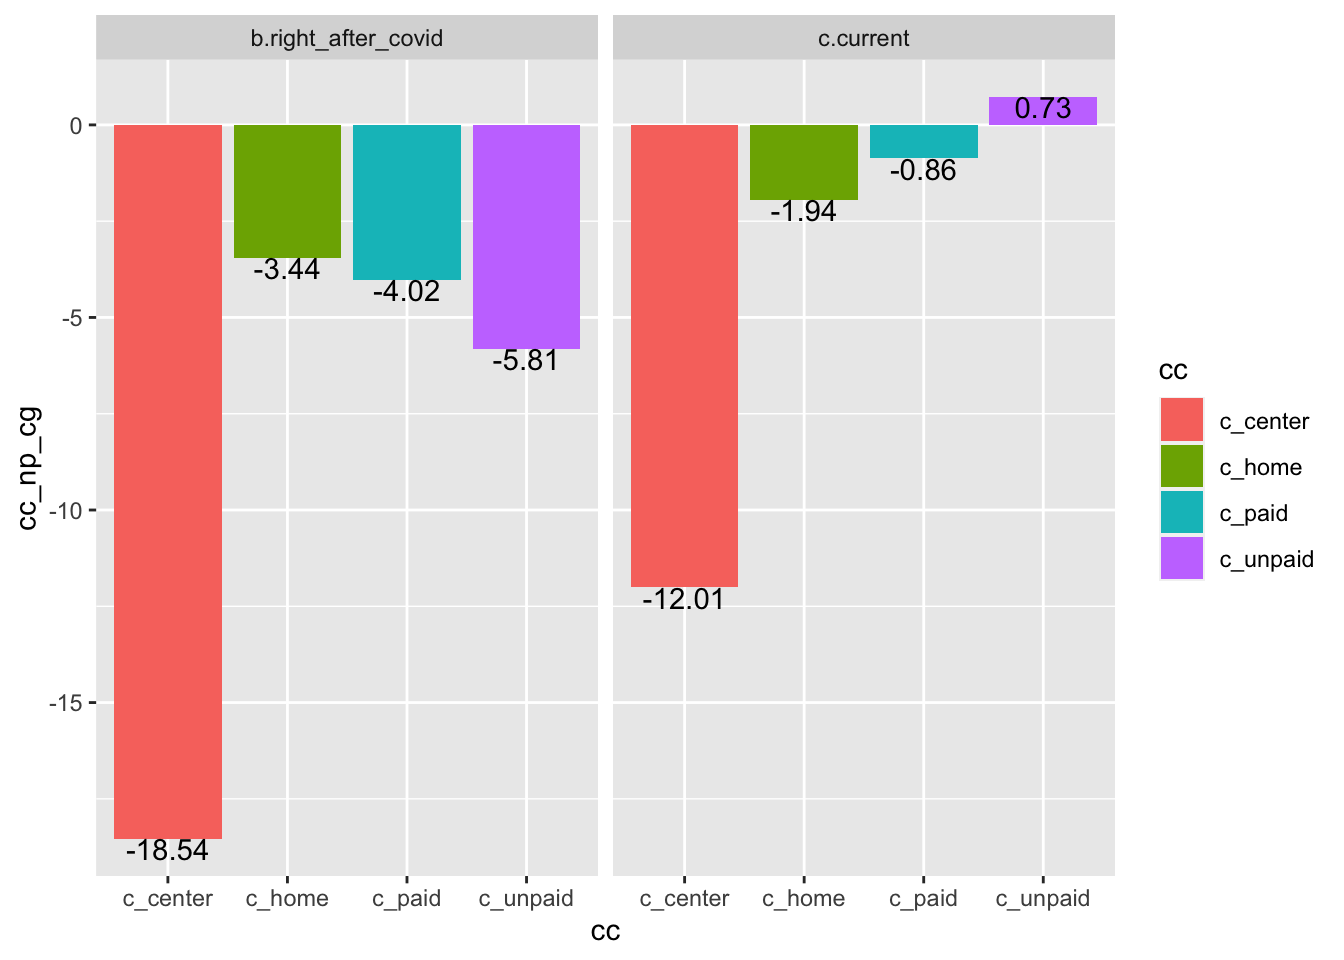 b.right_after_covid
c.current
cc_np_cg
0
-5
-10
-15
-18.54
-3.44
-4.02
-5.81
-12.01
-1.94
-0.86
0.73
c_center
c_home
c_paid
c_unpaid
c_center
c_home
c_paid
c_unpaid
cc
cc
c_center
c_home
c_paid
c_unpaid